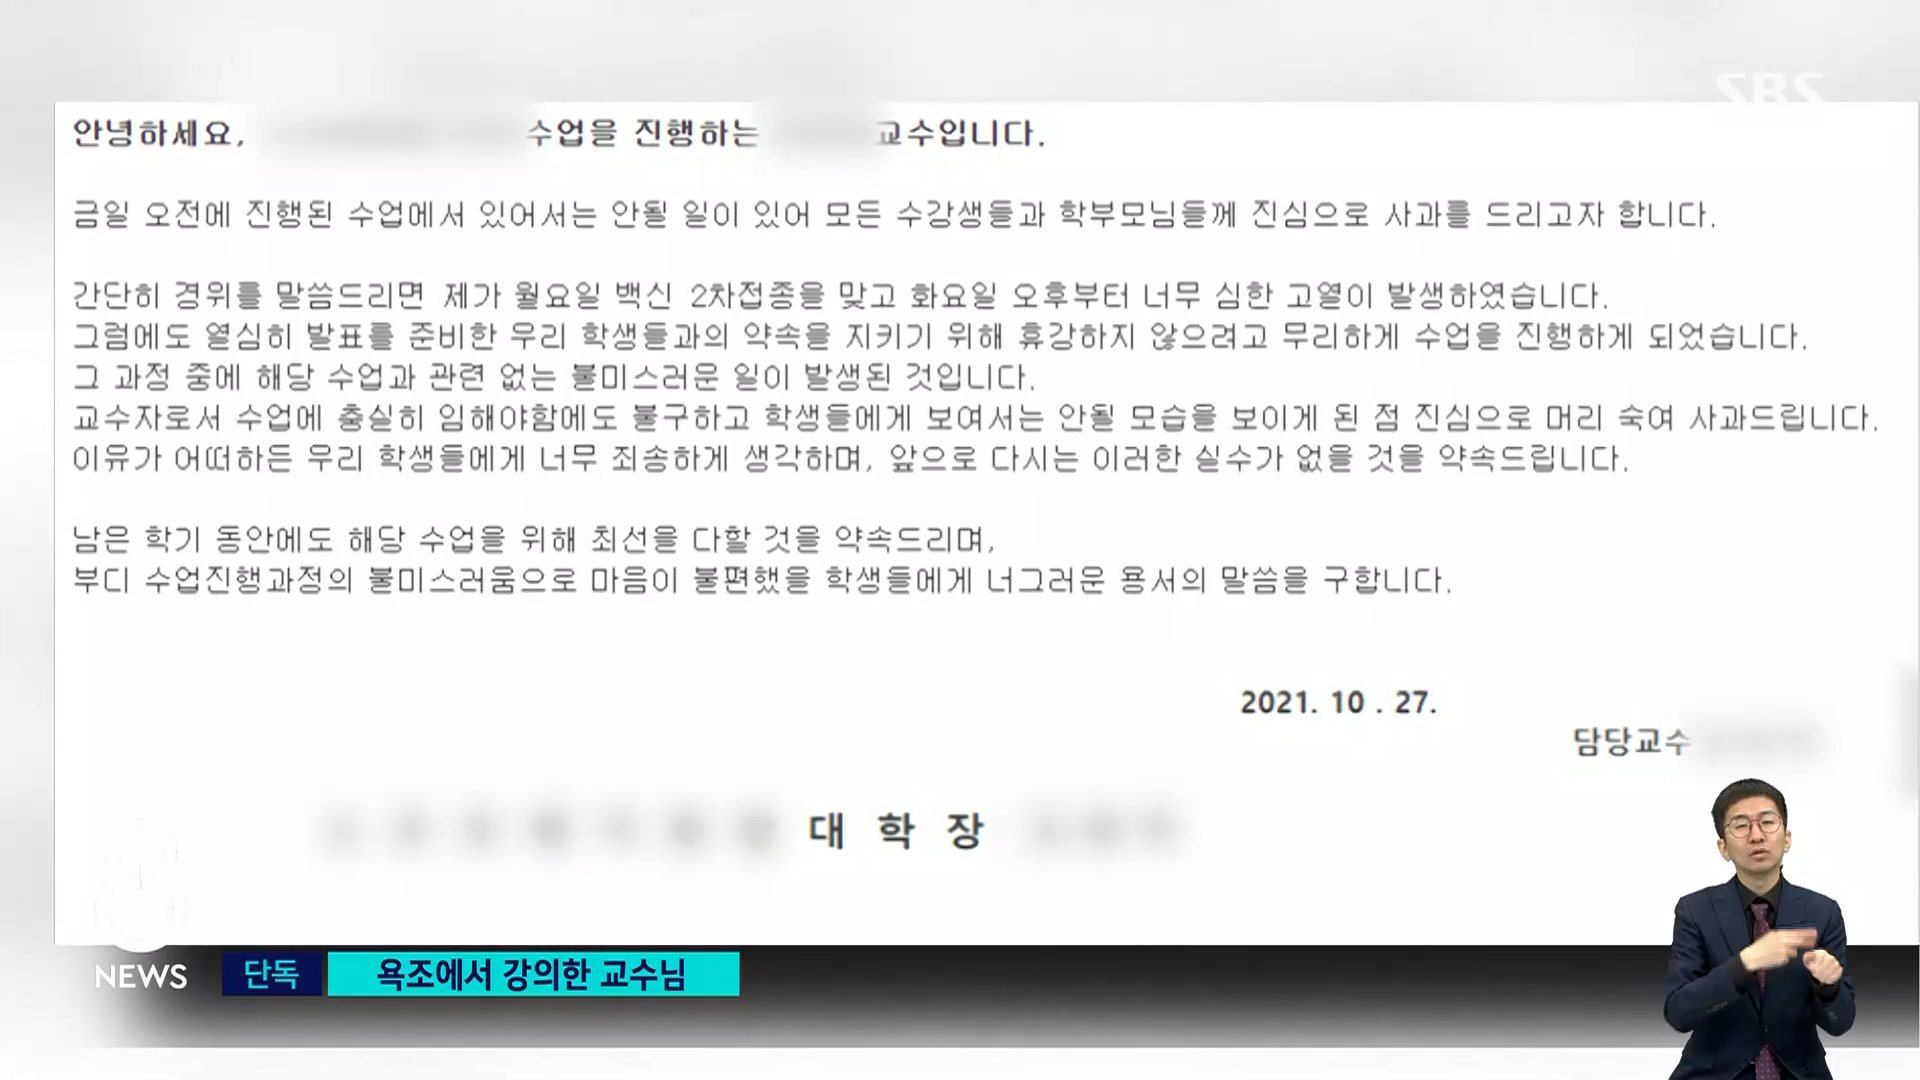 SBS
안녕하세요, 수업을 진행하는 교수입니다.
금일 오전에 진행된 수업에서 있어서는 안될 일이 있어 모든 수강생들과 학부모님들께 진심으로 사과를 드리고자 합니다.
간단히 경위를 말씀드리면 제가 월요일 백신 2차접종을 맞고 화요일 오후부터 너무 심한 고열이 발생하였습니다.
그럼에도 열심히 발표를 준비한 우리 학생들과의 약속을 지키기 위해 휴강하지 않으려고 무리하게 수업을 진행하게 되었습니다.
그 과정 중에 해당 수업과 관련 없는 불미스러운 일이 발생된 것입니다.
교수자로서 수업에 충실히 임해야함에도 불구하고 학생들에게 보여서는 안될 모습을 보이게 된 점 진심으로 머리 숙여 사과드립니다.
이유가 어떠하든 우리 학생들에게 너무 죄송하게 생각하며, 앞으로 다시는 이러한 실수가 없을 것을 약속드립니다.
남은 학기 동안에도 해당 수업을 위해 최선을 다할 것을 약속드리며,
부디 수업진행과정의 불미스러움으로 마음이 불편했을 학생들에게 너그러운 용서의 말씀을 구합니다.
2021. 10 . 27.
담당교수
대 학 장
8
NEWS 단독 욕조에서 강의한 교수님